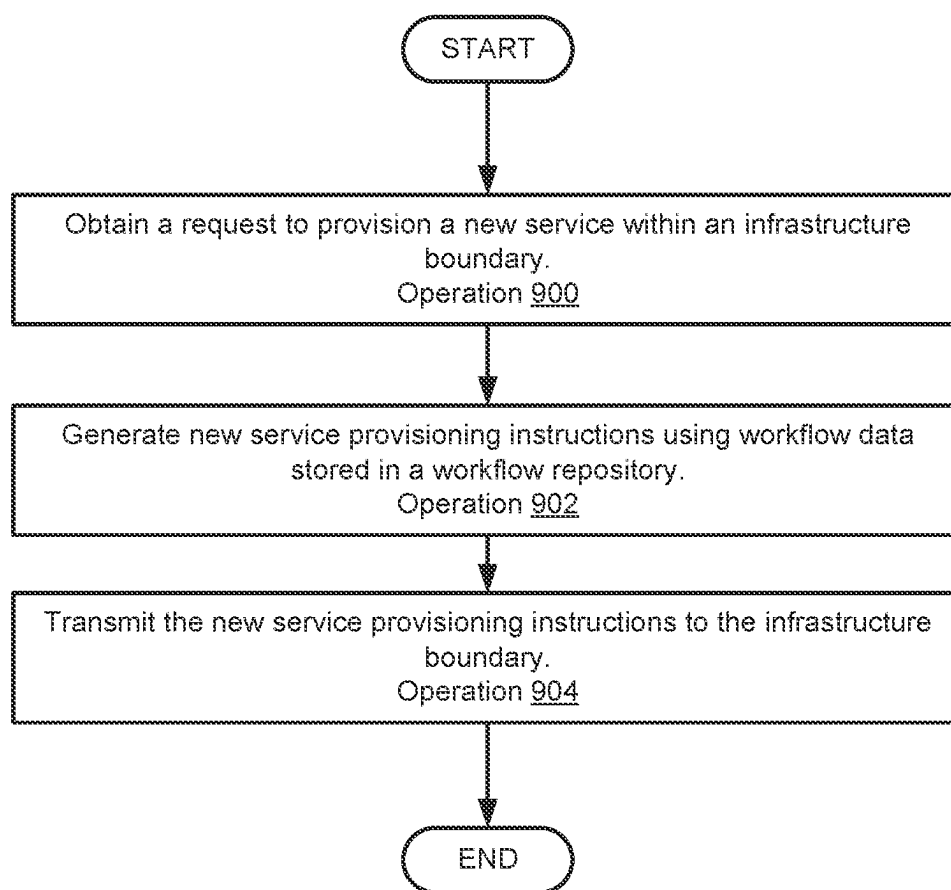 START
Obtain a request to provision a new service within an infrastructure
boundary.
Operation 900
Generate new service provisioning instructions using workflow data
stored in a workflow repository.
Operation 902
Transmit the new service provisioning instructions to the infrastructure
boundary.
Operation 904
END